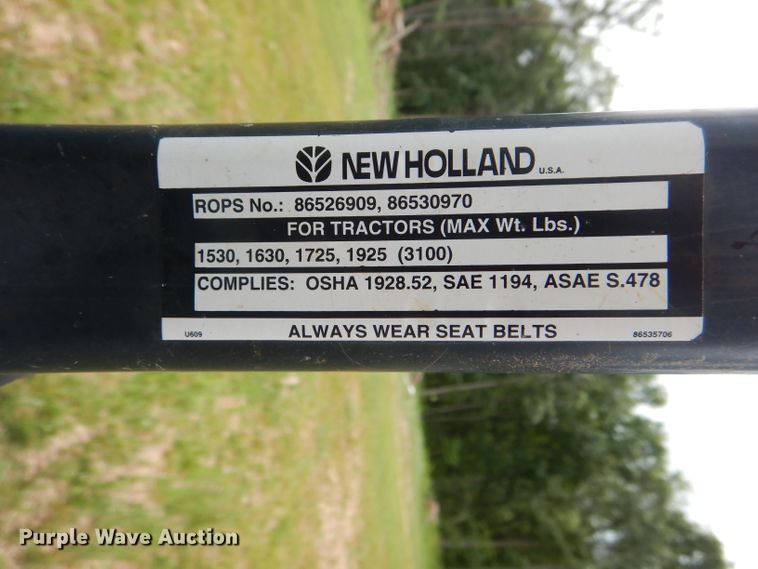 NEW HOLLAND U.S.A.
ROPS No.: 86526909, 86530970
FOR TRACTORS (MAX Wt. Lbs.)
1530, 1630, 1725, 1925 (3100)
COMPLIES: OSHA 1928.52, SAE 1194, ASAE S.478
U609 ALWAYS WEAR SEAT BELTS 86535706
Purple Wave Auction